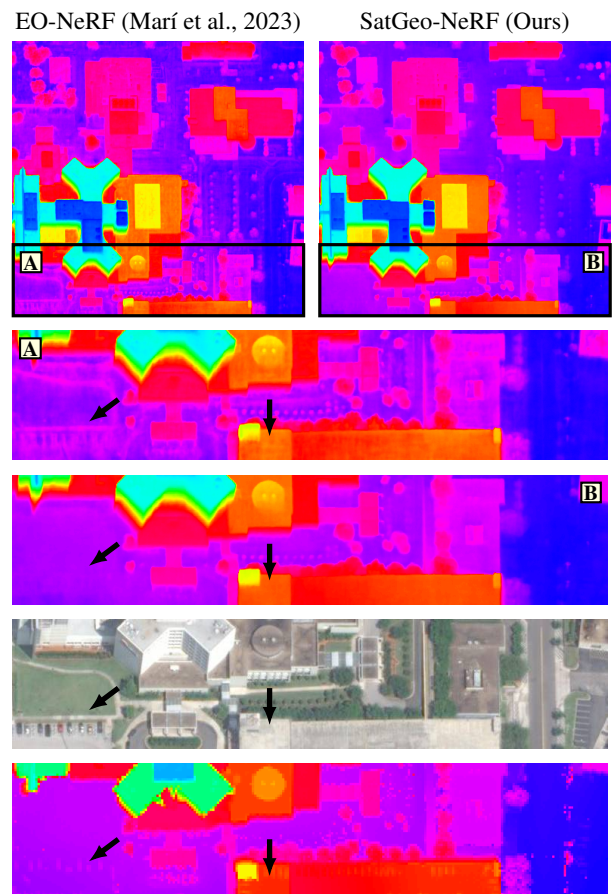 EO-NeRF (Marí et al., 2023) SatGeo-NeRF (Ours)
A B
A
B